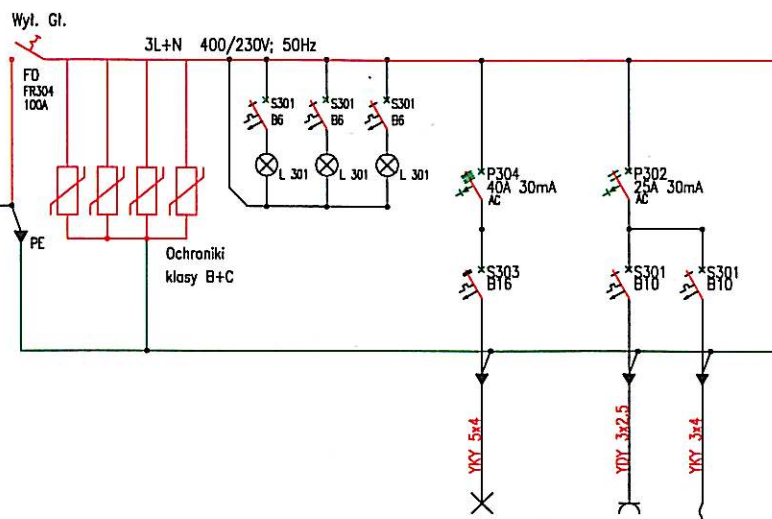 Wył. Gł.
3L+N 400/230V; 50Hz
FD
FR304
100A
S301
B6
S301
B6
S301
B6
L 301
L 301
L 301
P304
40A 30mA
AC
P302
25A 30mA
AC
PE
Ochroniki
klasy B+C
S303
B16
S301
B10
S301
B10
YKY 5x4
YDY 3x2.5
YKY 3x4